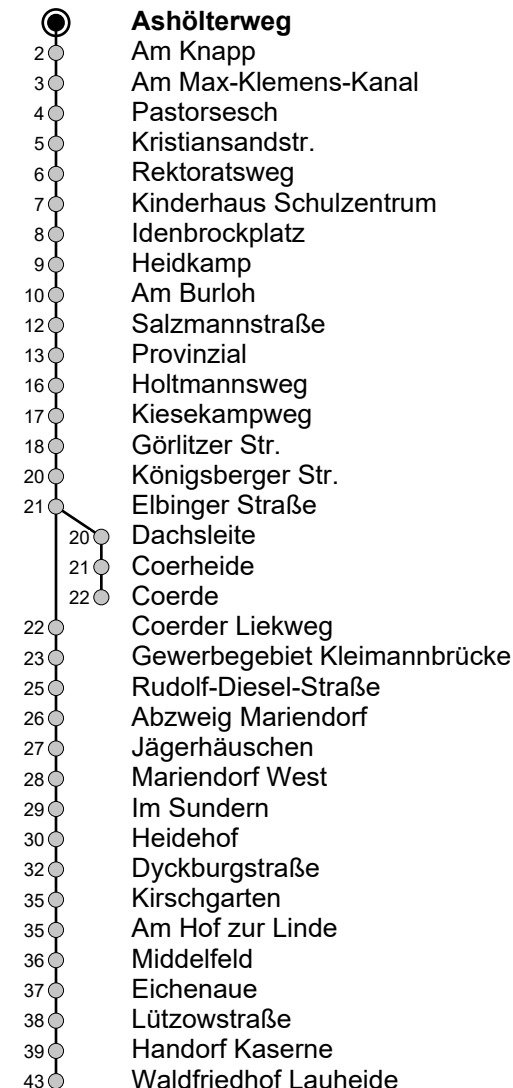 Ashölterweg
2 Am Knapp
3 Am Max-Klemens-Kanal
4 Pastorsesch
5 Kristiansandstr.
6 Rektoratsweg
7 Kinderhaus Schulzentrum
8 Idenbrockplatz
9 Heidkamp
10 Am Burloh
12 Salzmannstraße
13 Provinzial
16 Holtmannsweg
17 Kiesekampweg
18 Görlitzer Str.
20 Königsberger Str.
21 Elbinger Straße
20 Dachsleite
21 Coerheide
22 Coerde
22 Coerder Liekweg
23 Gewerbegebiet Kleimannbrücke
25 Rudolf-Diesel-Straße
26 Abzweig Mariendorf
27 Jägerhäuschen
28 Mariendorf West
29 Im Sundern
30 Heidehof
32 Dyckburgstraße
35 Kirschgarten
35 Am Hof zur Linde
36 Middelfeld
37 Eichenaue
38 Lützowstraße
39 Handorf Kaserne
43 Waldfriedhof Lauheide